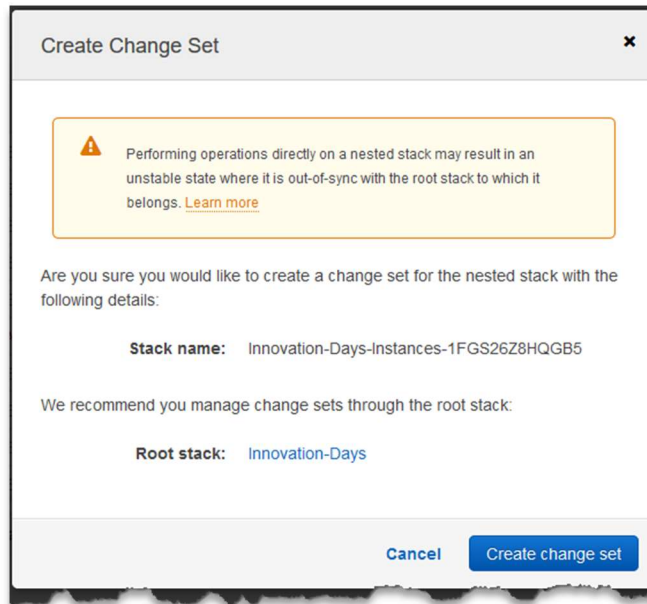 Create Change Set
Performing operations directly on a nested stack may result in an
unstable state where it is out-of-sync with the root stack to which it
belongs. Learn more
Are you sure you would like to create a change set for the nested stack with the
following details:
Stack name: Innovation-Days-Instances-1FGS26Z8HQGB5
We recommend you manage change sets through the root stack:
Root stack: Innovation-Days
Cancel Create change set